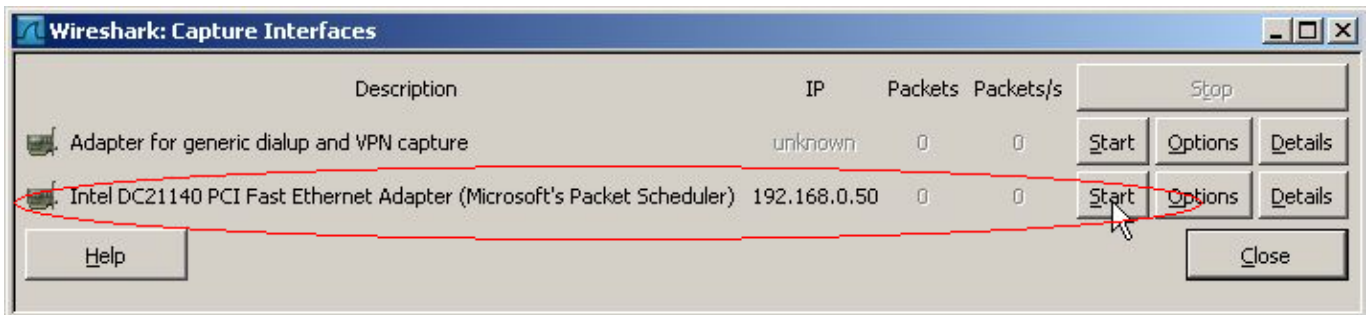 Wireshark: Capture Interfaces
Description IP Packets Packets/s Stop
Adapter for generic dialup and VPN capture unknown 0 0 Start Options Details
Intel DC21140 PCI Fast Ethernet Adapter (Microsoft's Packet Scheduler) 192.168.0.50 0 0 Start Options Details
Help Close